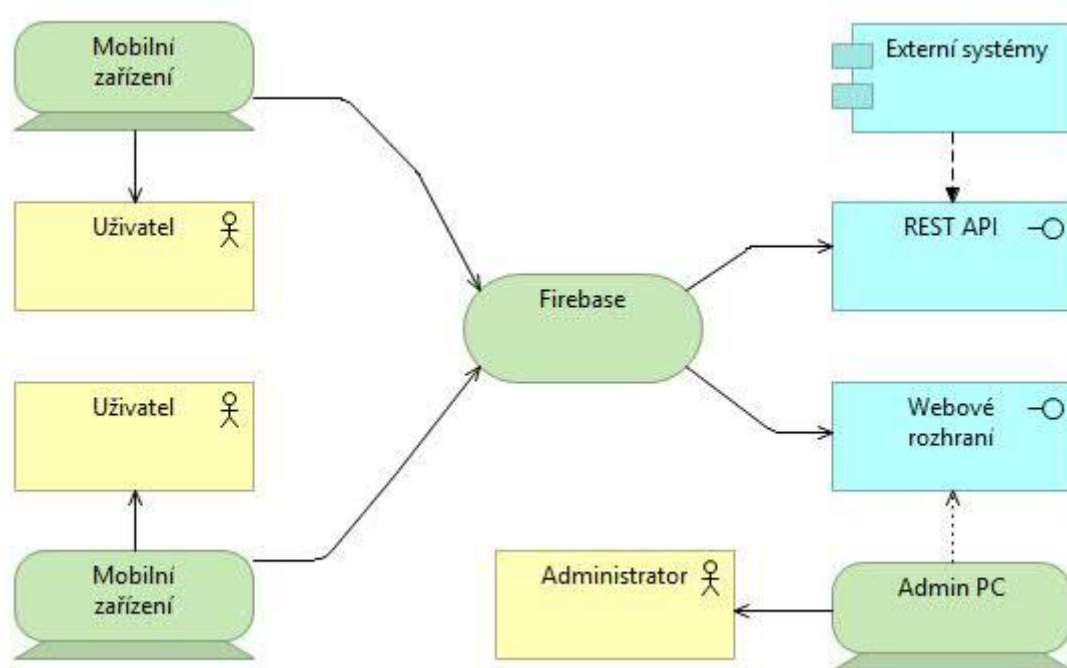 Mobilní
zařízení
Externí systémy
Uživatel
REST API
Firebase
Uživatel
Webové
rozhraní
Mobilní
zařízení
Administrator
Admin PC